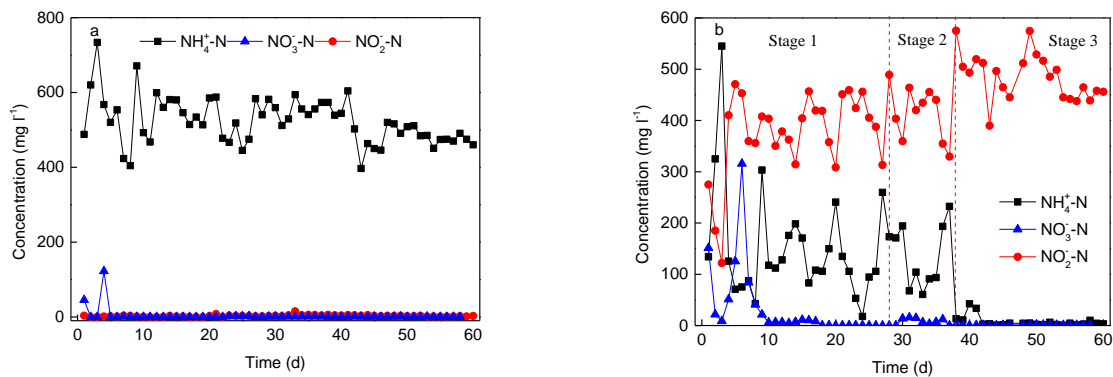 a
NH₄⁺-N NO₃⁻-N NO₂⁻-N
800
600
400
200
0
Concentration (mg l⁻¹)
0 10 20 30 40 50 60
Time (d)
b
Stage 1 Stage 2 Stage 3
600
500
400
300
200
100
0
Concentration (mg l⁻¹)
NH₄⁺-N
NO₃⁻-N
NO₂⁻-N
0 10 20 30 40 50 60
Time (d)